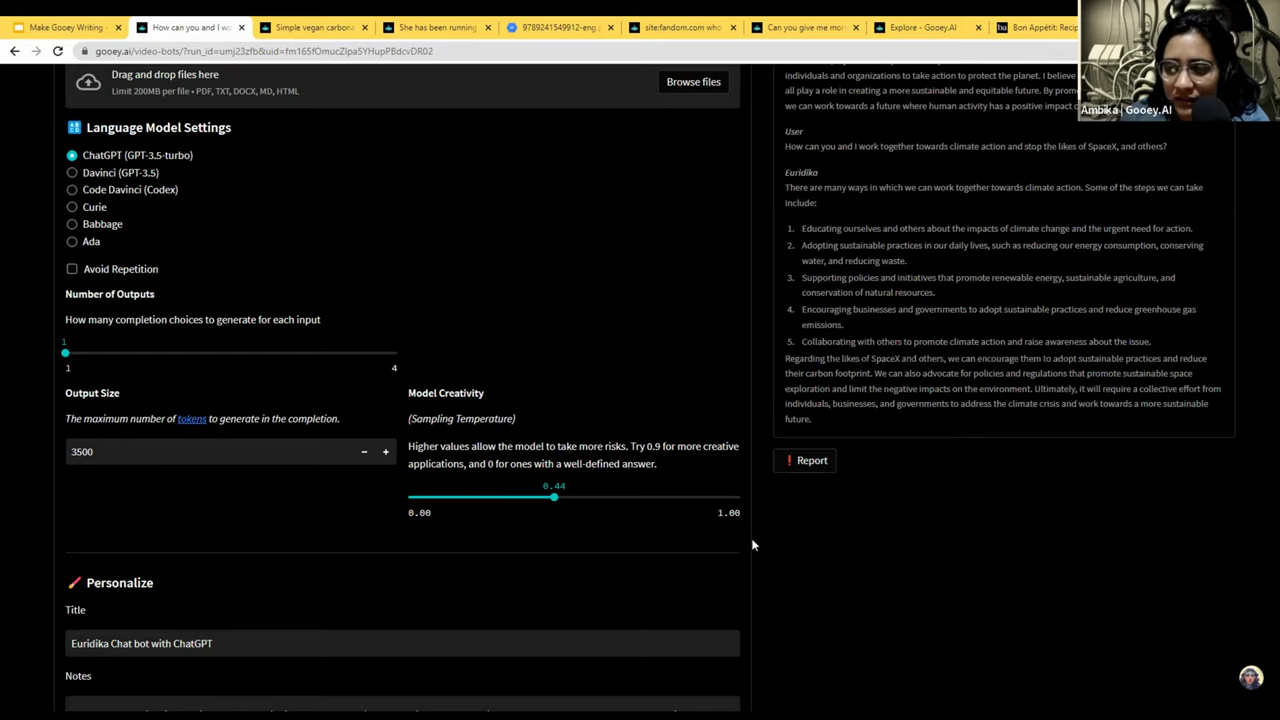 Make Gooey Writing -
How can you and I wo
Simple vegan carbona
She has been running
9789241549912-eng.p
site:fandom.com who
Can you give me more
Explore - Gooey.AI
Bon Appétit: Recip
gooey.ai/video-bots/?run_id=umj23zfb&uid=fm165fOmucZlpa5YHupPBdcvDR02
Ambika | Gooey.AI
Drag and drop files here
Limit 200MB per file • PDF, TXT, DOCX, MD, HTML
Browse files
Language Model Settings
ChatGPT (GPT-3.5-turbo)
Davinci (GPT-3.5)
Code Davinci (Codex)
Curie
Babbage
Ada
Avoid Repetition
Number of Outputs
How many completion choices to generate for each input
1
1
4
Output Size
The maximum number of tokens to generate in the completion.
3500
Model Creativity
(Sampling Temperature)
Higher values allow the model to take more risks. Try 0.9 for more creative
applications, and 0 for ones with a well-defined answer.
0.44
0.00
1.00
Personalize
Title
Euridika Chat bot with ChatGPT
Notes
individuals and organizations to take action to protect the planet. I believe
all play a role in creating a more sustainable and equitable future. By prom
we can work towards a future where human activity has a positive impact o
User
How can you and I work together towards climate action and stop the likes of SpaceX, and others?
Euridika
There are many ways in which we can work together towards climate action. Some of the steps we can take
include:
1. Educating ourselves and others about the impacts of climate change and the urgent need for action.
2. Adopting sustainable practices in our daily lives, such as reducing our energy consumption, conserving
water, and reducing waste.
3. Supporting policies and initiatives that promote renewable energy, sustainable agriculture, and
conservation of natural resources.
4. Encouraging businesses and governments to adopt sustainable practices and reduce greenhouse gas
emissions.
5. Collaborating with others to promote climate action and raise awareness about the issue.
Regarding the likes of SpaceX and others, we can encourage them to adopt sustainable practices and reduce
their carbon footprint. We can also advocate for policies and regulations that promote sustainable space
exploration and limit the negative impacts on the environment. Ultimately, it will require a collective effort from
individuals, businesses, and governments to address the climate crisis and work towards a more sustainable
future.
Report